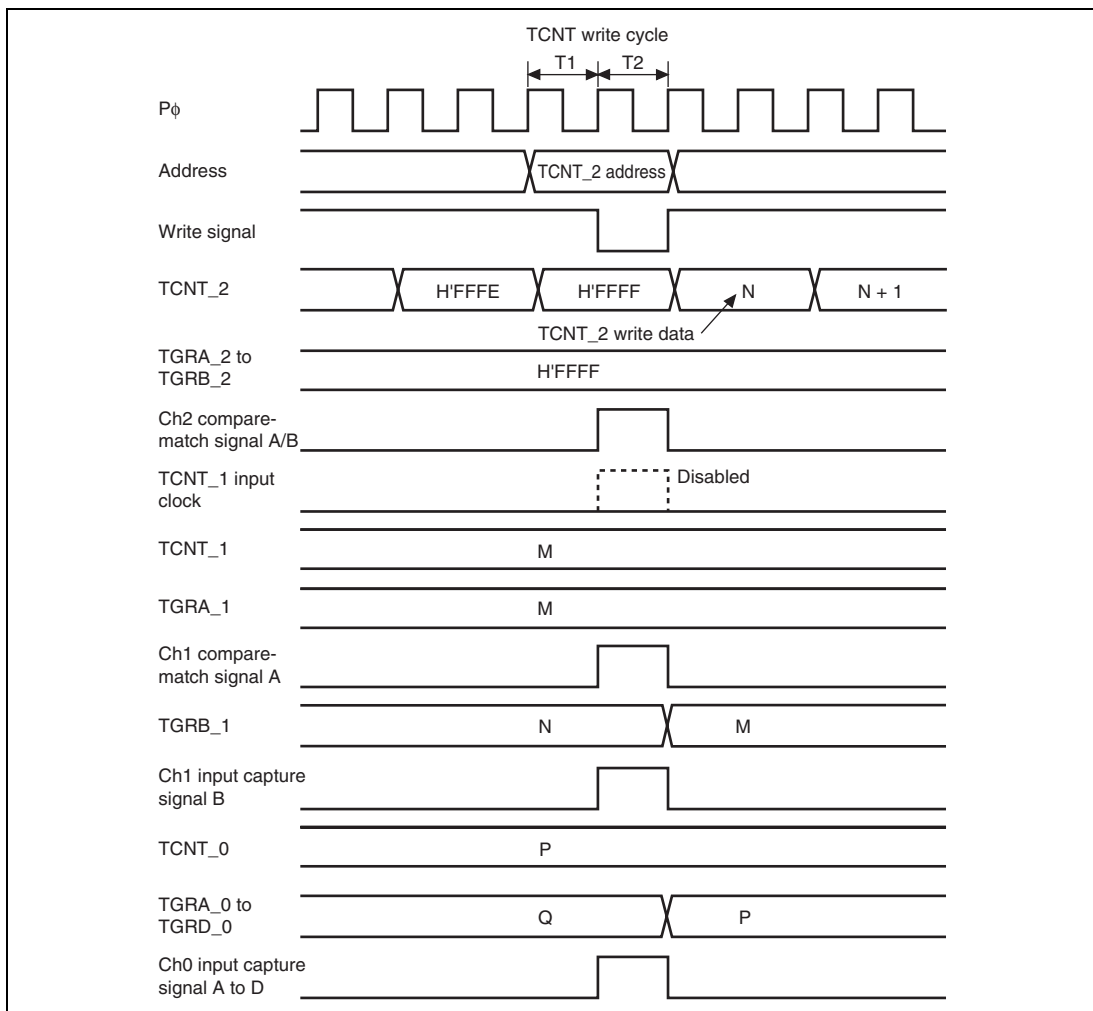 TCNT write cycle
T1 T2
Pϕ
Address TCNT_2 address
Write signal
TCNT_2 H'FFFE H'FFFF N N + 1
TCNT_2 write data
TGRA_2 to
TGRB_2 H'FFFF
Ch2 compare-
match signal A/B
TCNT_1 input
clock Disabled
TCNT_1 M
TGRA_1 M
Ch1 compare-
match signal A
TGRB_1 N M
Ch1 input capture
signal B
TCNT_0 P
TGRA_0 to
TGRD_0 Q P
Ch0 input capture
signal A to D